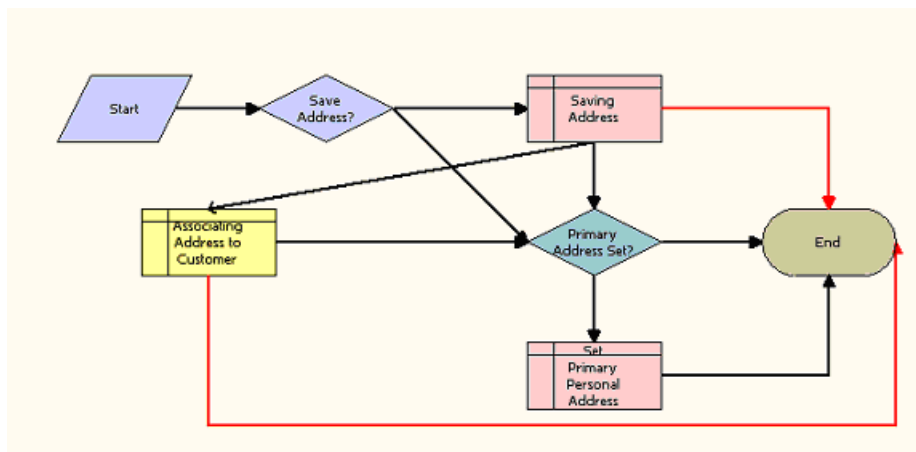 Start
Save
Address?
Saving
Address
Associating
Address to
Customer
Primary
Address Set?
End
Set
Primary
Personal
Address